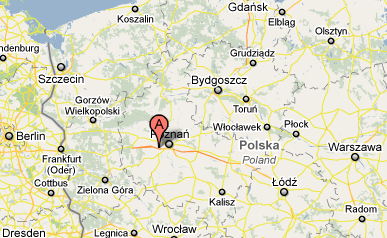 Gdańsk
Koszalin
Elbląg
Olsztyn
Grudziądz
Szczecin
Bydgoszcz
Toruń
Gorzów
Wielkopolski
Włocławek
Płock
Berlin
A
Poznań
Polska
Poland
Warszawa
Frankfurt
(Oder)
Cottbus
Zielona Góra
Łódź
Kalisz
Radom
Dresden
Legnica
Wrocław